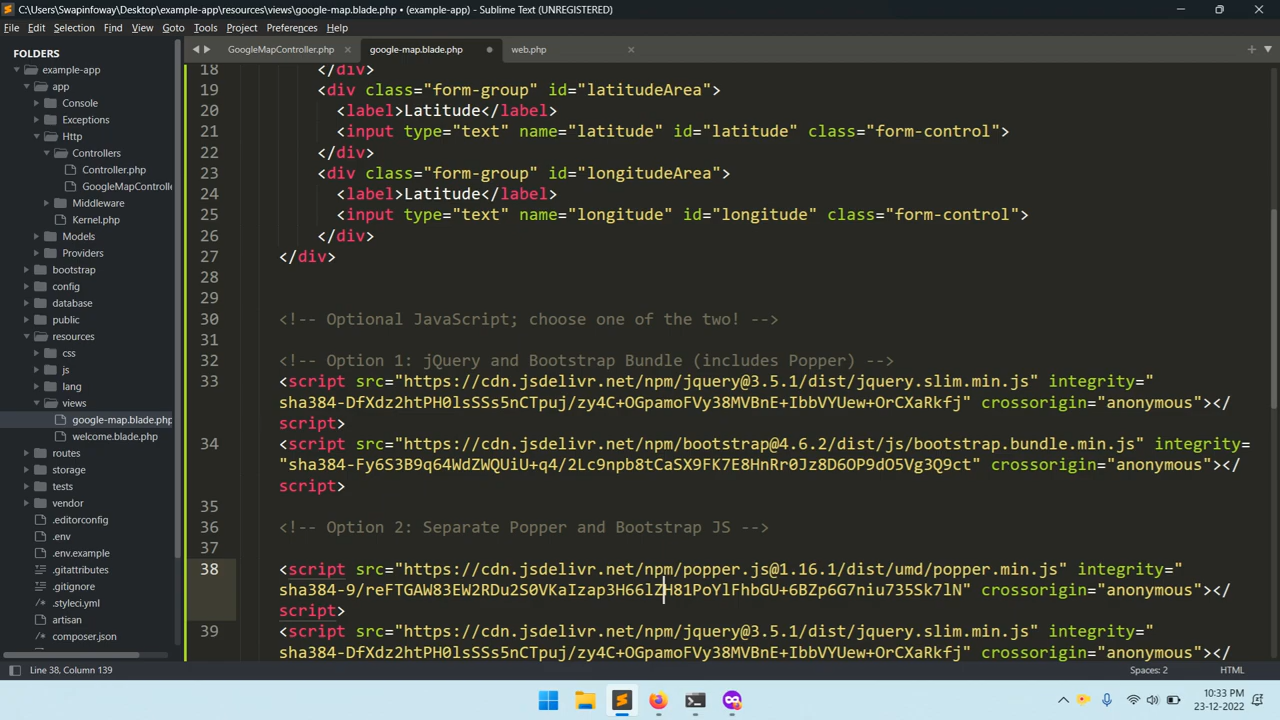 C:\Users\Swapinfoway\Desktop\example-app\resources\views\google-map.blade.php • (example-app) - Sublime Text (UNREGISTERED)
File Edit Selection Find View Goto Tools Project Preferences Help
FOLDERS
example-app
app
Console
Exceptions
Http
Controllers
Controller.php
GoogleMapControlle
Middleware
Kernel.php
Models
Providers
bootstrap
config
database
public
resources
css
js
lang
views
google-map.blade.php
welcome.blade.php
routes
storage
tests
vendor
.editorconfig
.env
.env.example
.gitattributes
.gitignore
.styleci.yml
artisan
composer.json
GoogleMapController.php google-map.blade.php web.php
18 </div>
19 <div class="form-group" id="latitudeArea">
20 <label>Latitude</label>
21 <input type="text" name="latitude" id="latitude" class="form-control">
22 </div>
23 <div class="form-group" id="longitudeArea">
24 <label>Latitude</label>
25 <input type="text" name="longitude" id="longitude" class="form-control">
26 </div>
27 </div>
28
29
30 <!-- Optional JavaScript; choose one of the two! -->
31
32 <!-- Option 1: jQuery and Bootstrap Bundle (includes Popper) -->
33 <script src="https://cdn.jsdelivr.net/npm/jquery@3.5.1/dist/jquery.slim.min.js" integrity="
sha384-DfXdz2htPH0lsSSs5nCTpuj/zy4C+OGpamoFVy38MVBnE+IbbVYUew+OrCXaRkfj" crossorigin="anonymous"></
script>
34 <script src="https://cdn.jsdelivr.net/npm/bootstrap@4.6.2/dist/js/bootstrap.bundle.min.js" integrity=
"sha384-Fy6S3B9q64WdZWQUiU+q4/2Lc9npb8tCaSX9FK7E8HnRr0Jz8D6OP9dO5Vg3Q9ct" crossorigin="anonymous"></
script>
35
36 <!-- Option 2: Separate Popper and Bootstrap JS -->
37
38 <script src="https://cdn.jsdelivr.net/npm/popper.js@1.16.1/dist/umd/popper.min.js" integrity="
sha384-9/reFTGAW83EW2RDu2S0VKaIzap3H66lZH81PoYlFhbGU+6BZp6G7niu735Sk7lN" crossorigin="anonymous"></
script>
39 <script src="https://cdn.jsdelivr.net/npm/jquery@3.5.1/dist/jquery.slim.min.js" integrity="
sha384-DfXdz2htPH0lsSSs5nCTpuj/zy4C+OGpamoFVy38MVBnE+IbbVYUew+OrCXaRkfj" crossorigin="anonymous"></
Line 38, Column 139 Spaces: 2 HTML
10:33 PM
23-12-2022